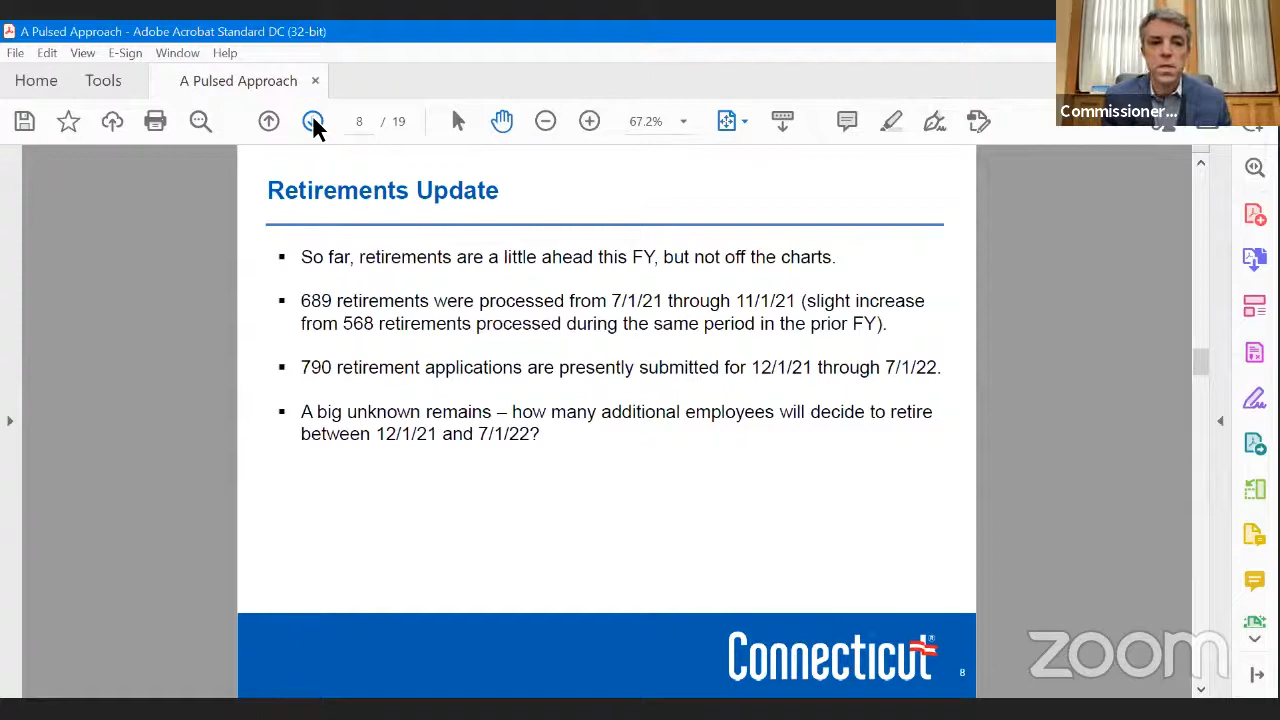 A Pulsed Approach - Adobe Acrobat Standard DC (32-bit)
File Edit View E-Sign Window Help
Home Tools A Pulsed Approach ×
8 / 19 67.2%
Commissioner...
Retirements Update
▪ So far, retirements are a little ahead this FY, but not off the charts.
▪ 689 retirements were processed from 7/1/21 through 11/1/21 (slight increase
from 568 retirements processed during the same period in the prior FY).
▪ 790 retirement applications are presently submitted for 12/1/21 through 7/1/22.
▪ A big unknown remains – how many additional employees will decide to retire
between 12/1/21 and 7/1/22?
Connecticut®
8
zoom